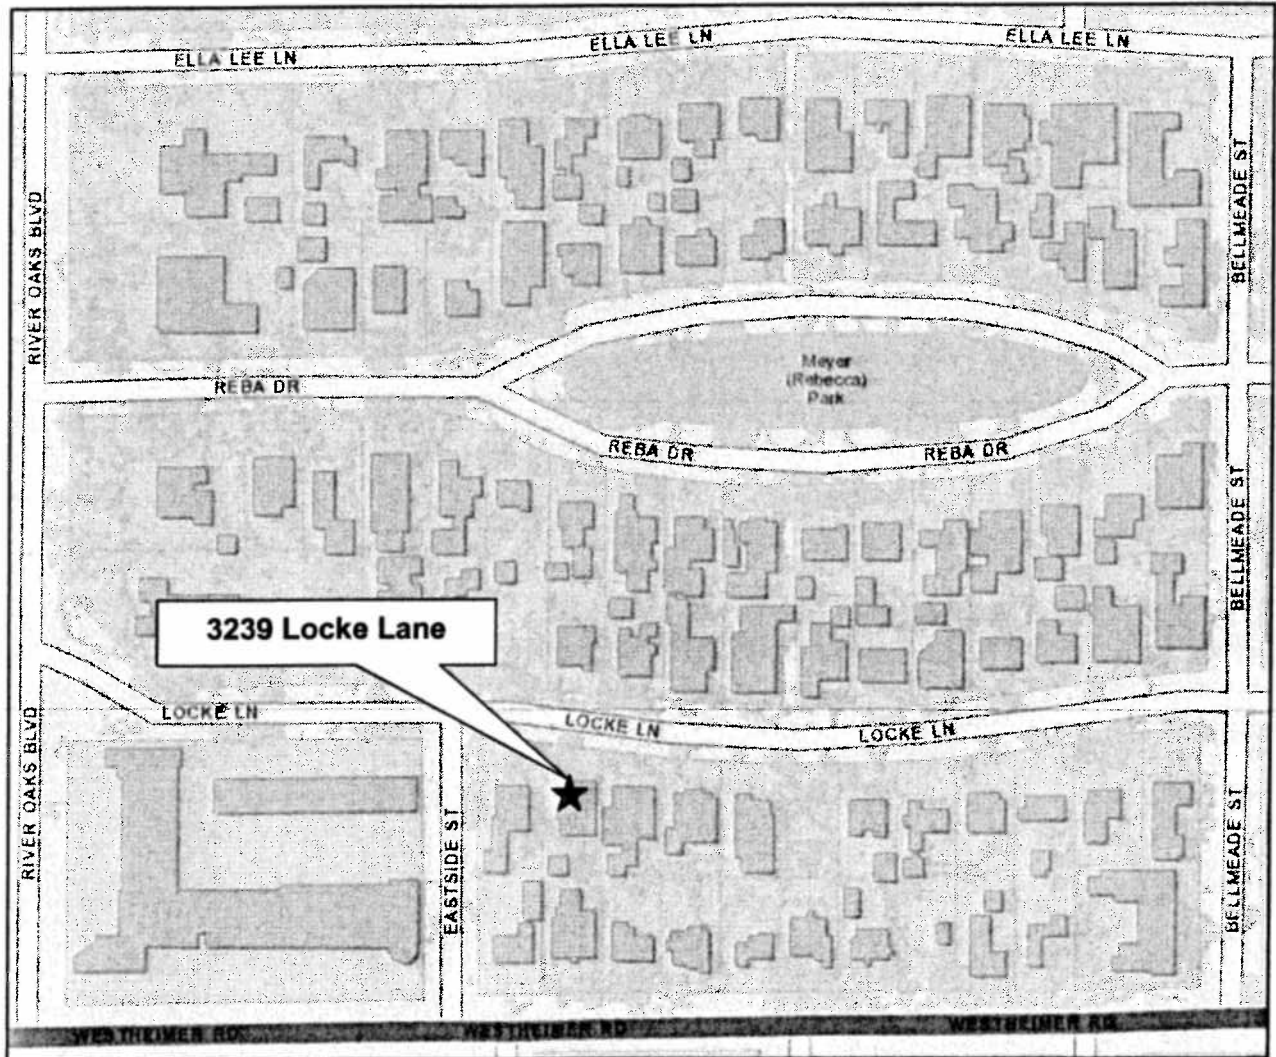 ELLA LEE LN
ELLA LEE LN
ELLA LEE LN
RIVER OAKS BLVD
BELLMEADE ST
Meyer
(Rebecca)
Park
REBA DR
REBA DR
REBA DR
BELLMEADE ST
3239 Locke Lane
LOCKE LN
LOCKE LN
LOCKE LN
RIVER OAKS BLVD
EASTSIDE ST
BELLMEADE ST
WESTHEIMER RD
WESTHEIMER RD
WESTHEIMER RD